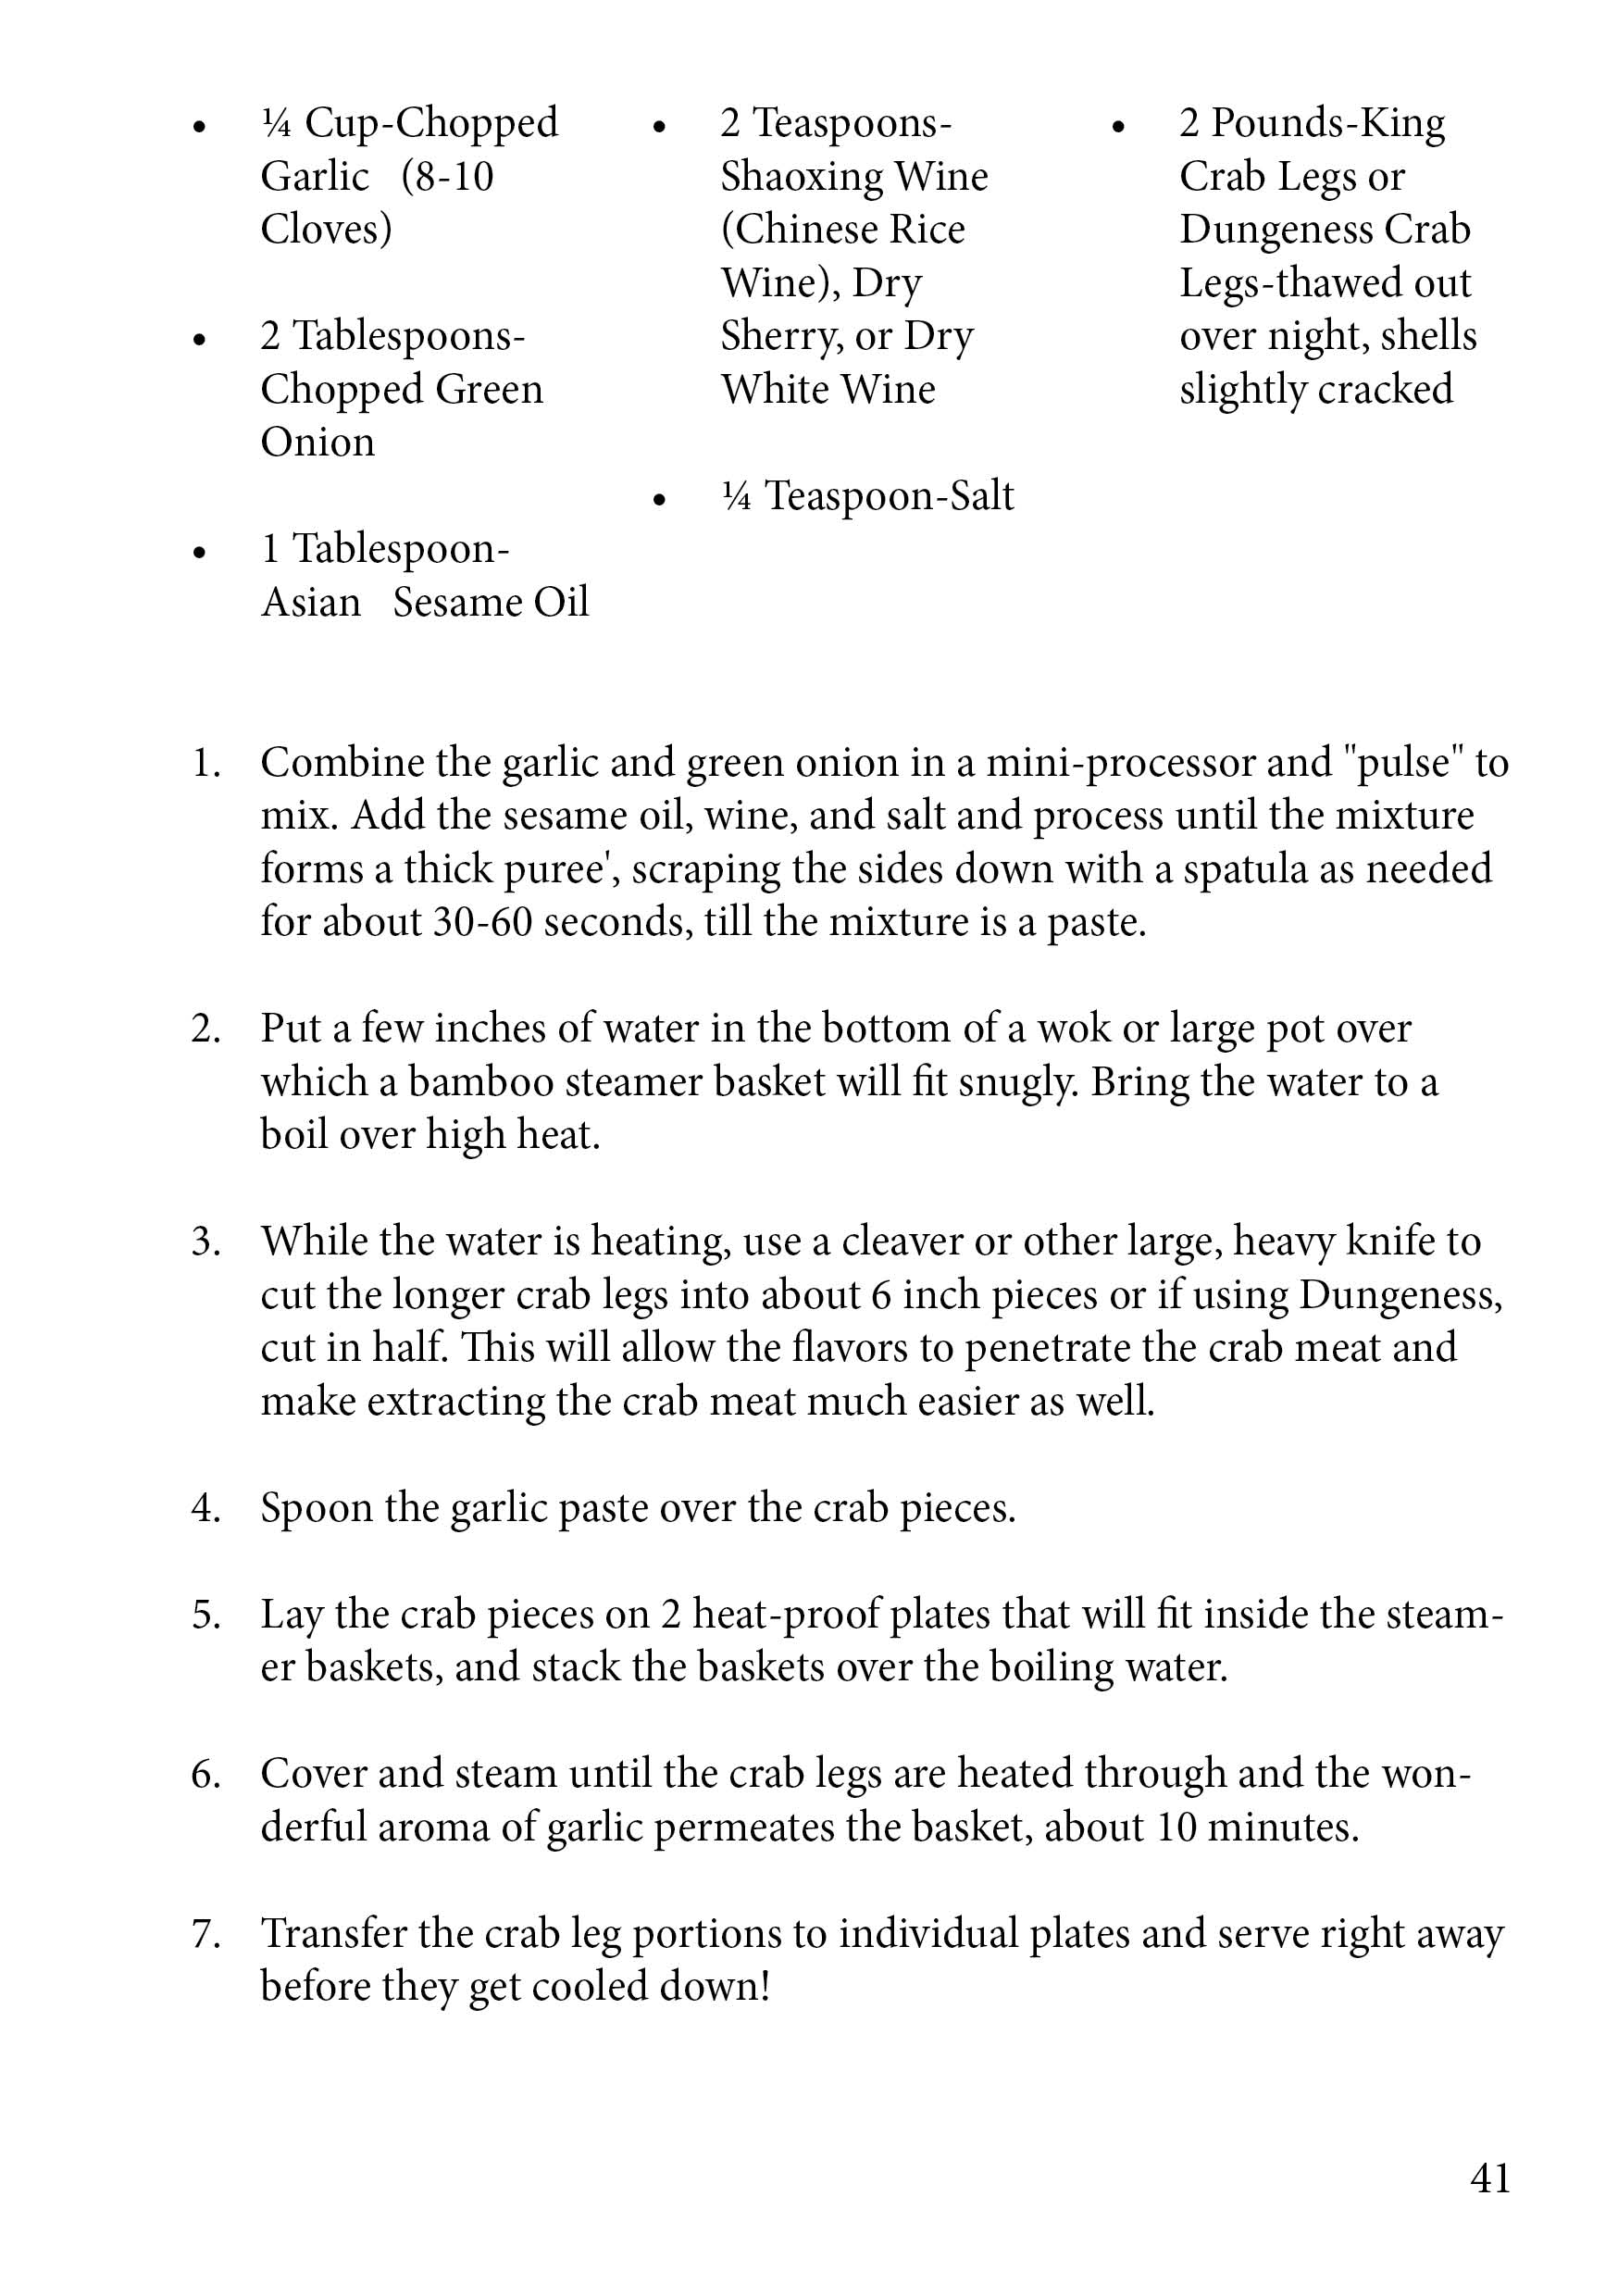 • ¼ Cup-Chopped
Garlic (8-10
Cloves)
• 2 Tablespoons-
Chopped Green
Onion
• 1 Tablespoon-
Asian Sesame Oil
• 2 Teaspoons-
Shaoxing Wine
(Chinese Rice
Wine), Dry
Sherry, or Dry
White Wine
• ¼ Teaspoon-Salt
• 2 Pounds-King
Crab Legs or
Dungeness Crab
Legs-thawed out
over night, shells
slightly cracked
1. Combine the garlic and green onion in a mini-processor and "pulse" to
mix. Add the sesame oil, wine, and salt and process until the mixture
forms a thick puree', scraping the sides down with a spatula as needed
for about 30-60 seconds, till the mixture is a paste.
2. Put a few inches of water in the bottom of a wok or large pot over
which a bamboo steamer basket will fit snugly. Bring the water to a
boil over high heat.
3. While the water is heating, use a cleaver or other large, heavy knife to
cut the longer crab legs into about 6 inch pieces or if using Dungeness,
cut in half. This will allow the flavors to penetrate the crab meat and
make extracting the crab meat much easier as well.
4. Spoon the garlic paste over the crab pieces.
5. Lay the crab pieces on 2 heat-proof plates that will fit inside the steam-
er baskets, and stack the baskets over the boiling water.
6. Cover and steam until the crab legs are heated through and the won-
derful aroma of garlic permeates the basket, about 10 minutes.
7. Transfer the crab leg portions to individual plates and serve right away
before they get cooled down!
41